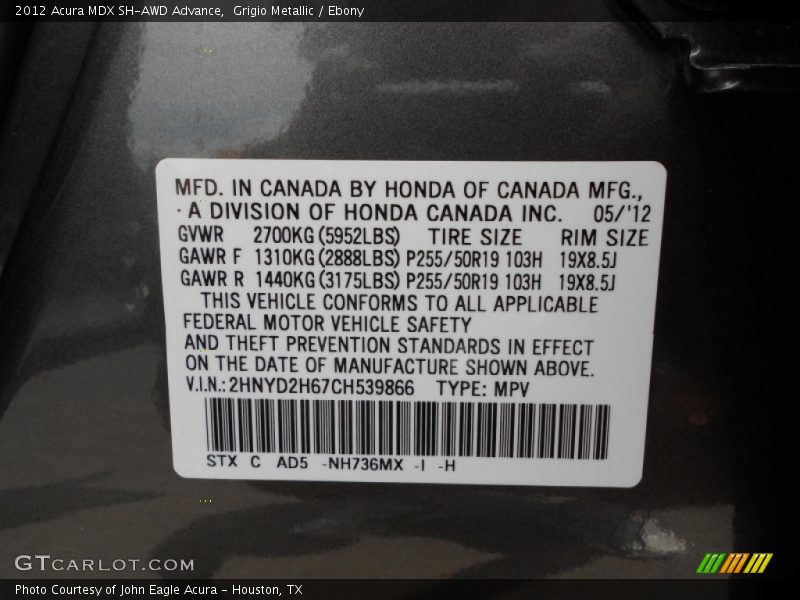 2012 Acura MDX SH-AWD Advance,  Grigio Metallic / Ebony
MFD. IN CANADA BY HONDA OF CANADA MFG.,
A DIVISION OF HONDA CANADA INC. 05/'12
GVWR 2700KG (5952LBS) TIRE SIZE RIM SIZE
GAWR F 1310KG (2888LBS) P255/50R19 103H 19X8.5J
GAWR R 1440KG (3175LBS) P255/50R19 103H 19X8.5J
THIS VEHICLE CONFORMS TO ALL APPLICABLE
FEDERAL MOTOR VEHICLE SAFETY
AND THEFT PREVENTION STANDARDS IN EFFECT
ON THE DATE OF MANUFACTURE SHOWN ABOVE.
V.I.N.: 2HNYD2H67CH539866 TYPE: MPV
STX C AD5 -NH736MX -I -H
GTCARLOT.COM
Photo Courtesy of John Eagle Acura - Houston, TX